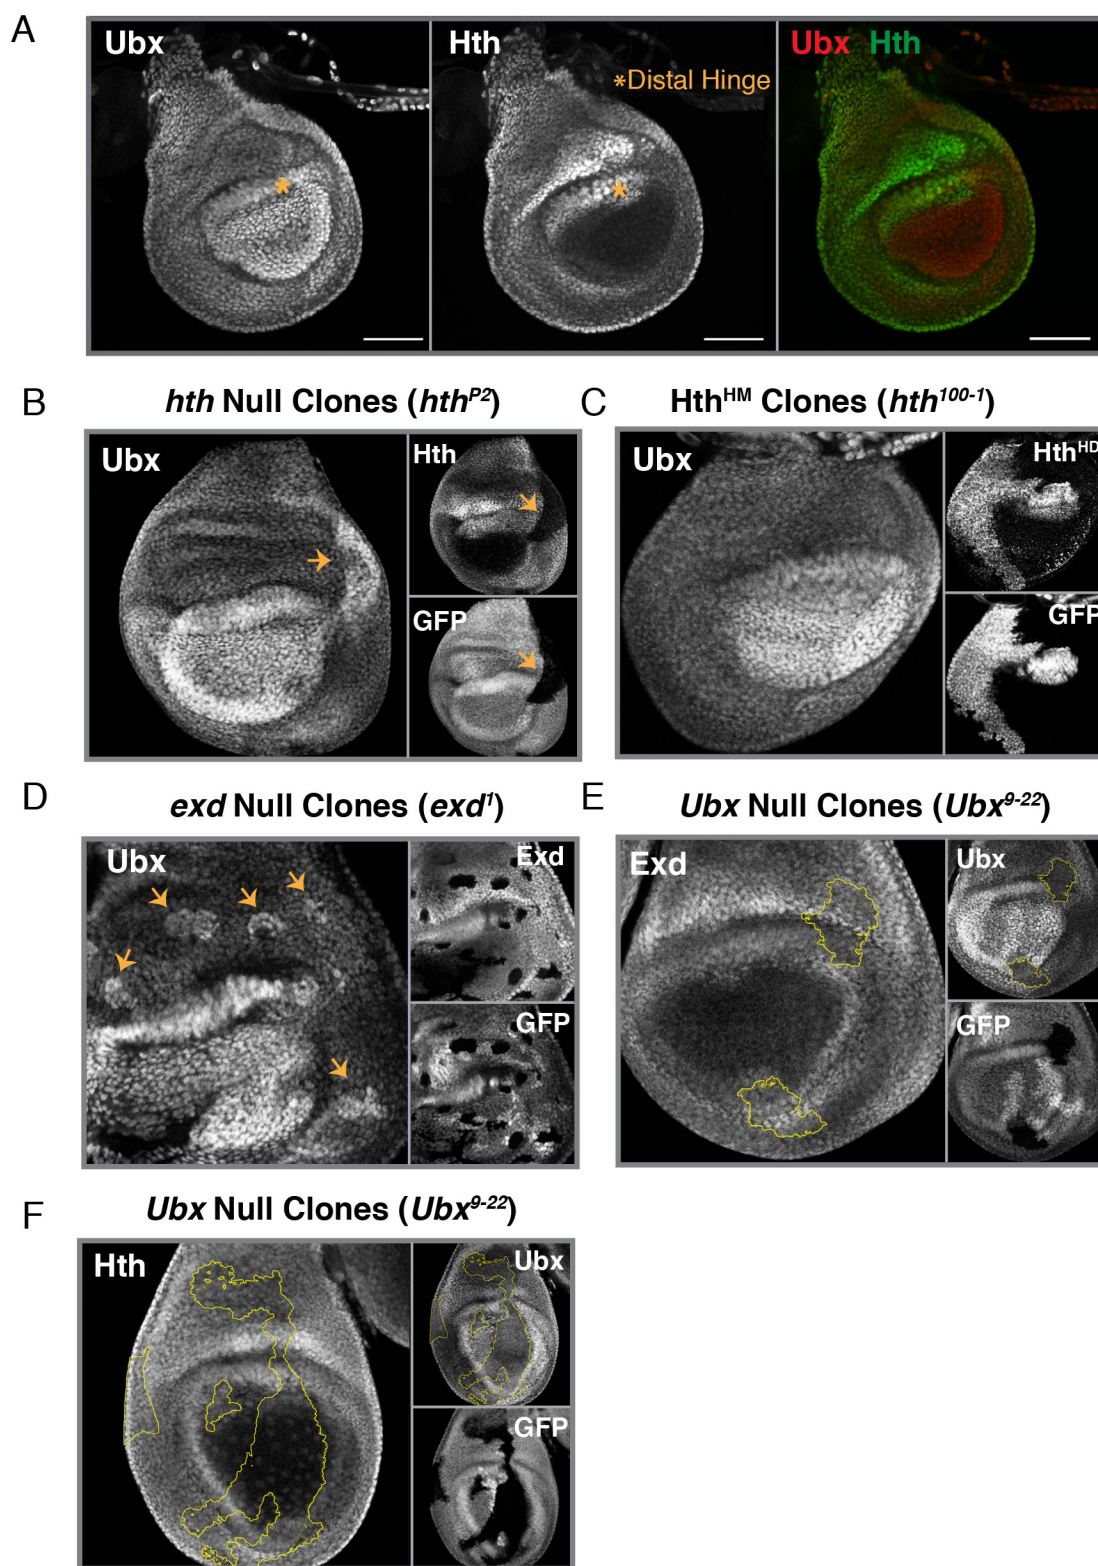 A
Ubx
Hth
Ubx Hth
*Distal Hinge
*
*
B
hth Null Clones (hthP2)
C
HthHM Clones (hth100-1)
Ubx
Hth
GFP
Ubx
HthHD
GFP
D
exd Null Clones (exd1)
E
Ubx Null Clones (Ubx9-22)
Ubx
Exd
GFP
Exd
Ubx
GFP
F
Ubx Null Clones (Ubx9-22)
Hth
Ubx
GFP